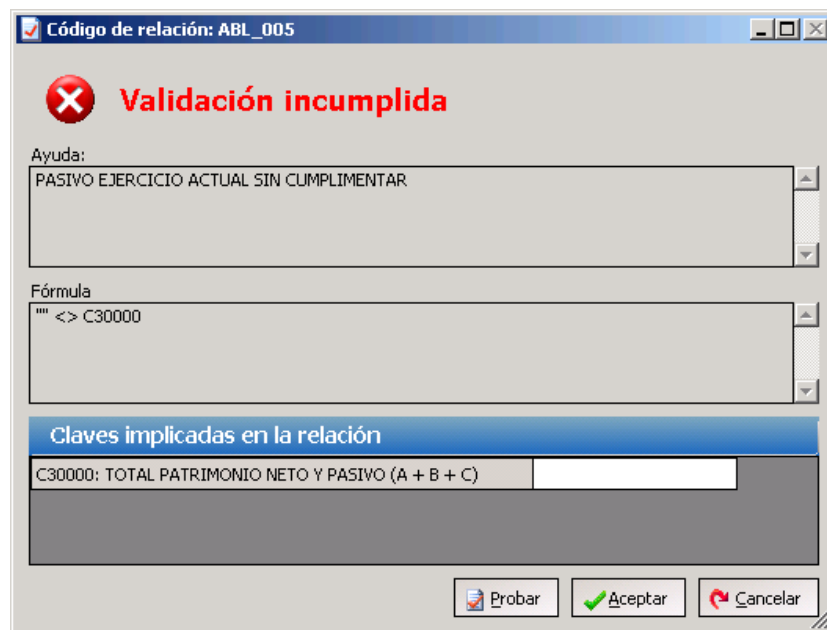 Código de relación: ABL_005
Validación incumplida
Ayuda:
PASIVO EJERCICIO ACTUAL SIN CUMPLIMENTAR
Fórmula
"" <> C30000
Claves implicadas en la relación
C30000: TOTAL PATRIMONIO NETO Y PASIVO (A + B + C)
Probar
Aceptar
Cancelar